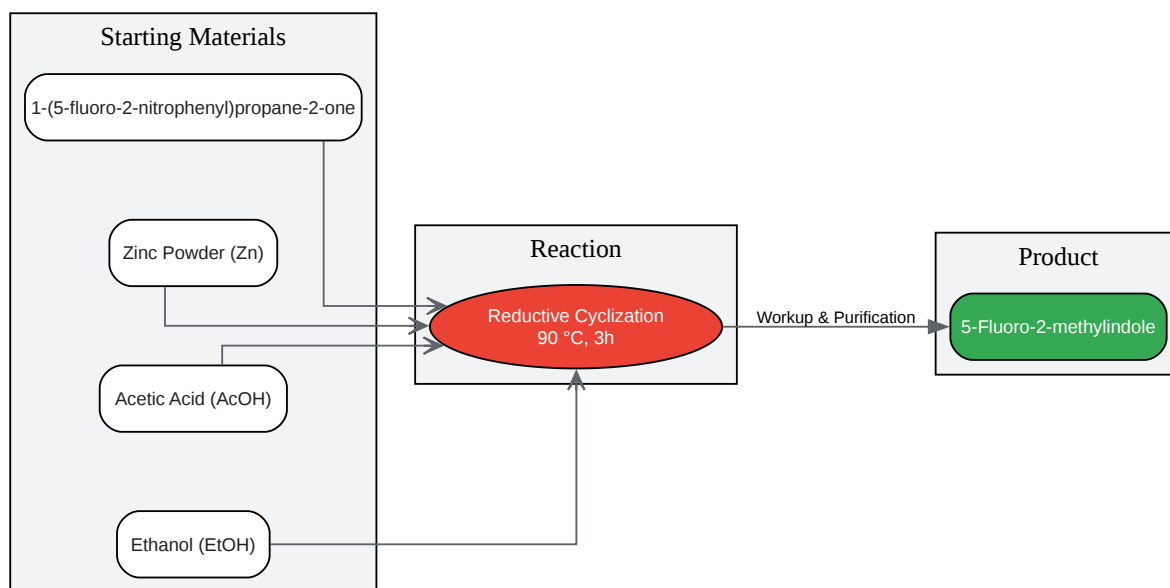 Starting Materials
1-(5-fluoro-2-nitrophenyl)propane-2-one
Zinc Powder (Zn)
Acetic Acid (AcOH)
Ethanol (EtOH)
Reaction
Reductive Cyclization
90 °C, 3h
Workup & Purification
Product
5-Fluoro-2-methylindole